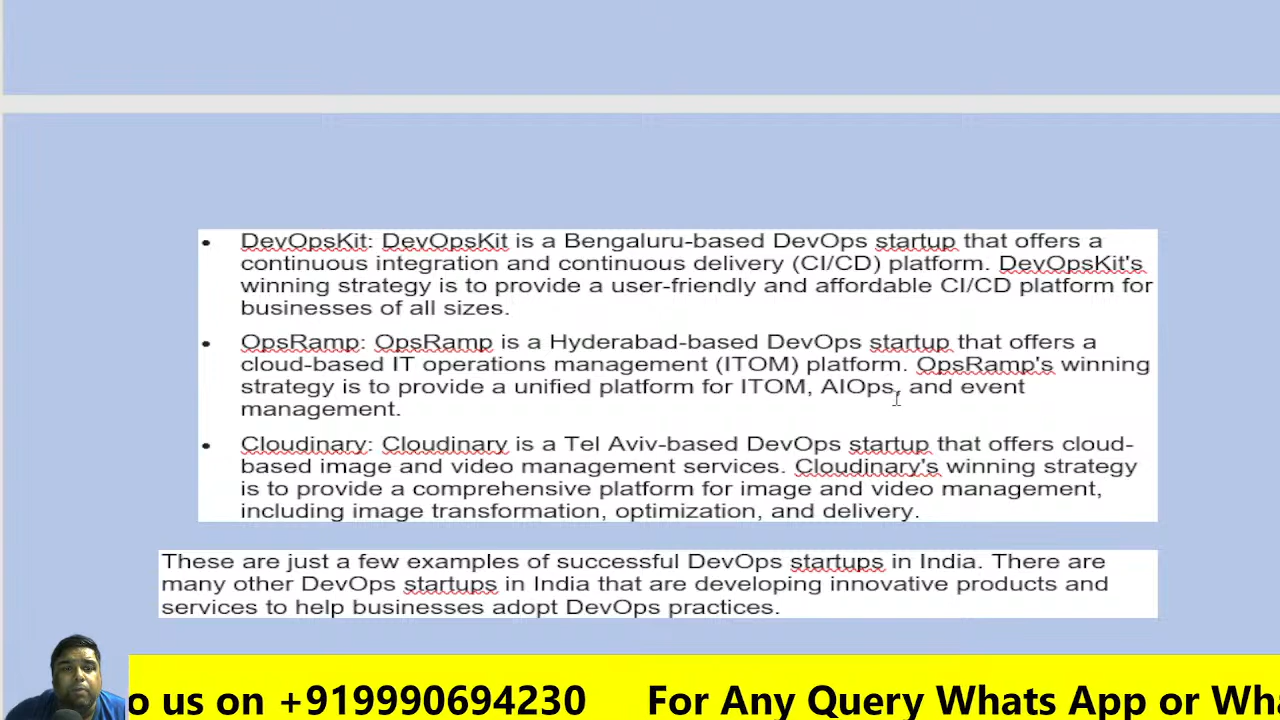 • DevOpsKit: DevOpsKit is a Bengaluru-based DevOps startup that offers a
continuous integration and continuous delivery (CI/CD) platform. DevOpsKit's
winning strategy is to provide a user-friendly and affordable CI/CD platform for
businesses of all sizes.
• OpsRamp: OpsRamp is a Hyderabad-based DevOps startup that offers a
cloud-based IT operations management (ITOM) platform. OpsRamp's winning
strategy is to provide a unified platform for ITOM, AIOps, and event
management.
• Cloudinary: Cloudinary is a Tel Aviv-based DevOps startup that offers cloud-
based image and video management services. Cloudinary's winning strategy
is to provide a comprehensive platform for image and video management,
including image transformation, optimization, and delivery.
These are just a few examples of successful DevOps startups in India. There are
many other DevOps startups in India that are developing innovative products and
services to help businesses adopt DevOps practices.
o us on +919990694230 For Any Query Whats App or Wha